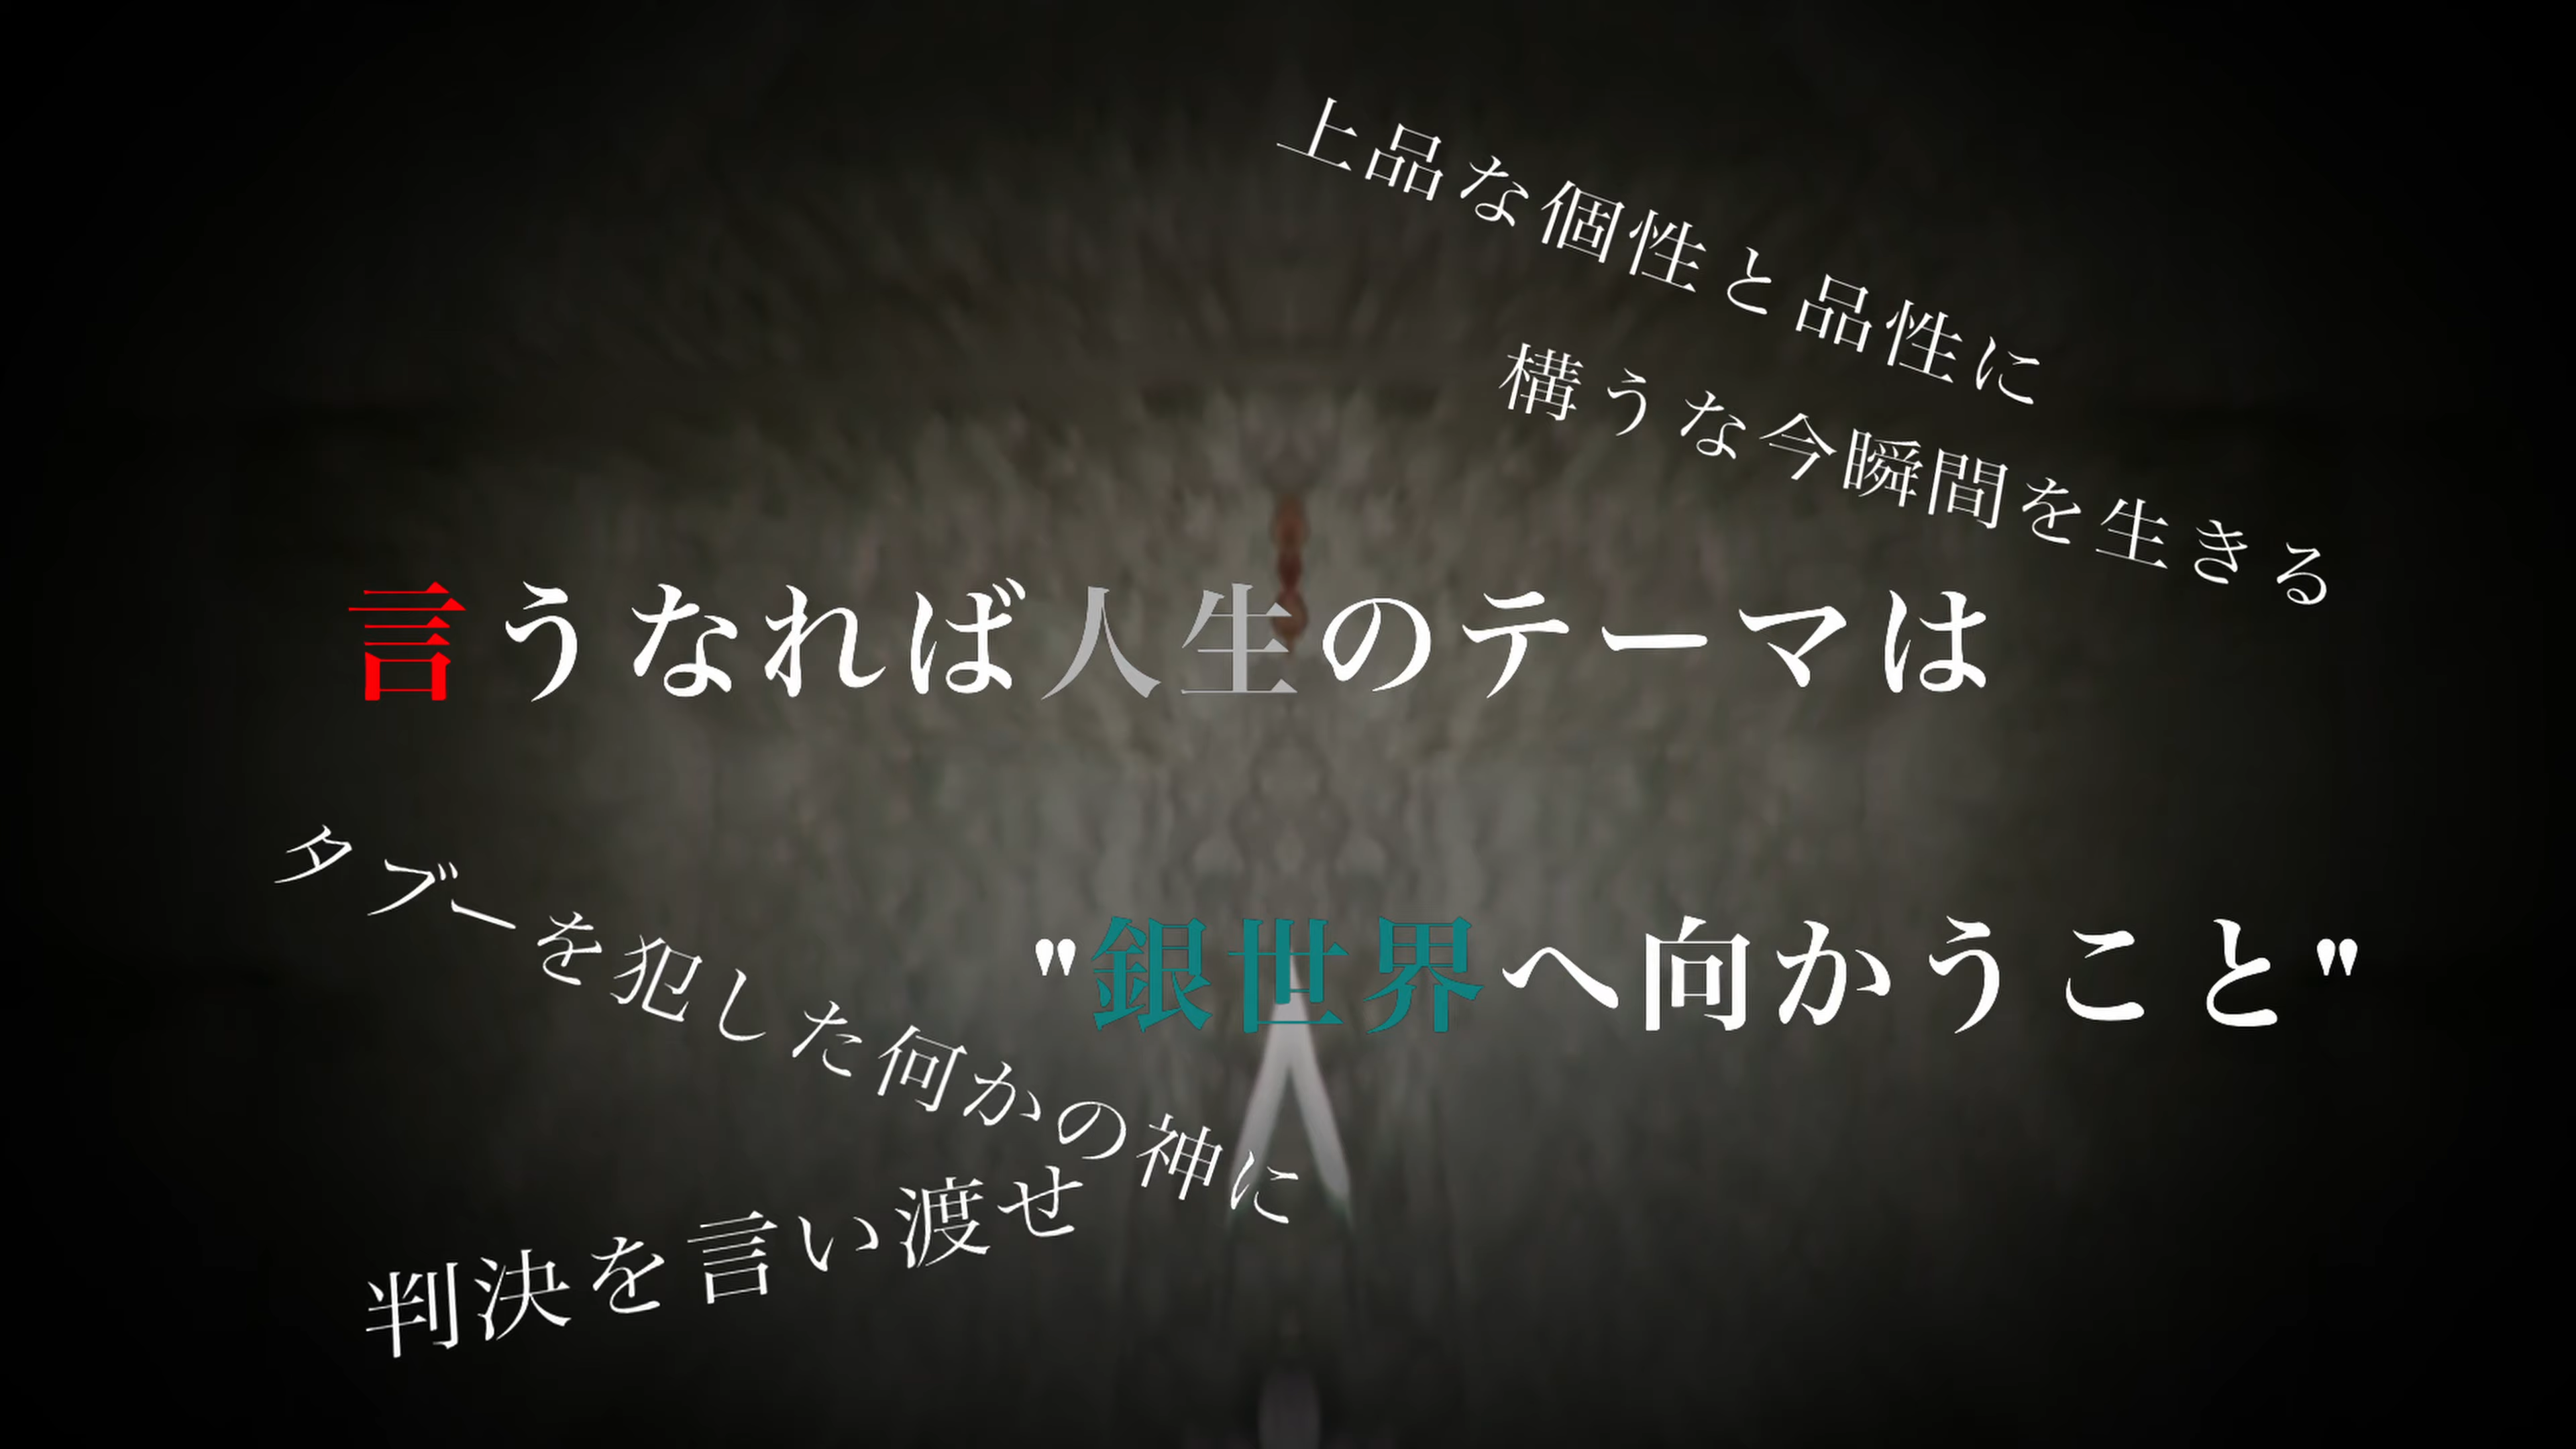 上品な個性と品性に
構うな今瞬間を生きる
言うなれば人生のテーマは
"銀世界へ向かうこと"
タブーを犯した何かの神に
判決を言い渡せ